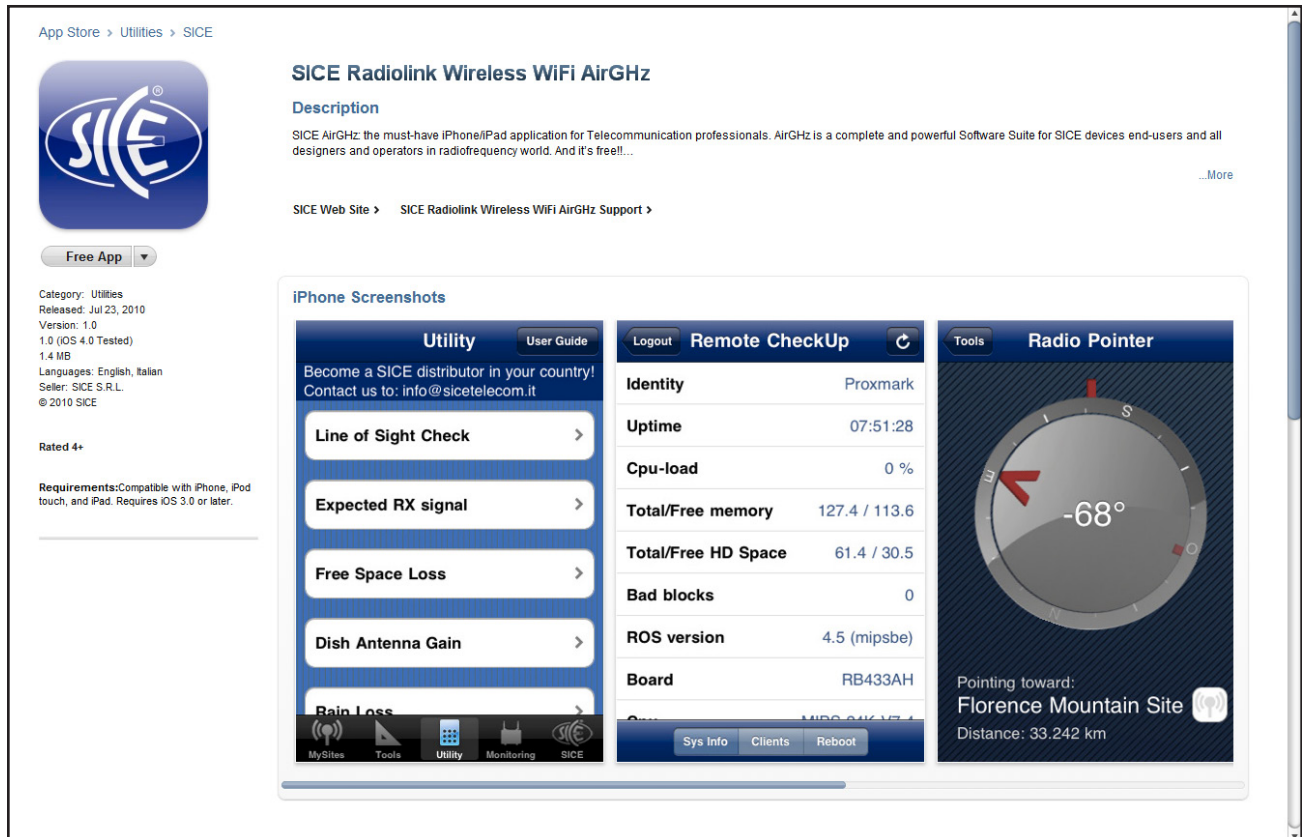 App Store > Utilities > SICE
SICE ®
SICE Radiolink Wireless WiFi AirGHz
Description
SICE AirGHz: the must-have iPhone/iPad application for Telecommunication professionals. AirGHz is a complete and powerful Software Suite for SICE devices end-users and all
designers and operators in radiofrequency world. And it's free!!...
...More
SICE Web Site > SICE Radiolink Wireless WiFi AirGHz Support >
Free App
Category: Utilities
Released: Jul 23, 2010
Version: 1.0
1.0 (iOS 4.0 Tested)
1.4 MB
Languages: English, Italian
Seller: SICE S.R.L.
© 2010 SICE
Rated 4+
Requirements:Compatible with iPhone, iPod
touch, and iPad. Requires iOS 3.0 or later.
iPhone Screenshots
Utility User Guide
Become a SICE distributor in your country!
Contact us to: info@sicetelecom.it
Line of Sight Check
Expected RX signal
Free Space Loss
Dish Antenna Gain
Rain Loss
SICE
MySites Tools Utility Monitoring SICE
Logout Remote CheckUp
Identity Proxmark
Uptime 07:51:28
Cpu-load 0 %
Total/Free memory 127.4 / 113.6
Total/Free HD Space 61.4 / 30.5
Bad blocks 0
ROS version 4.5 (mipsbe)
Board RB433AH
Sys Info Clients Reboot
Tools Radio Pointer
S
E
-68°
O
N
Pointing toward:
Florence Mountain Site
Distance: 33.242 km